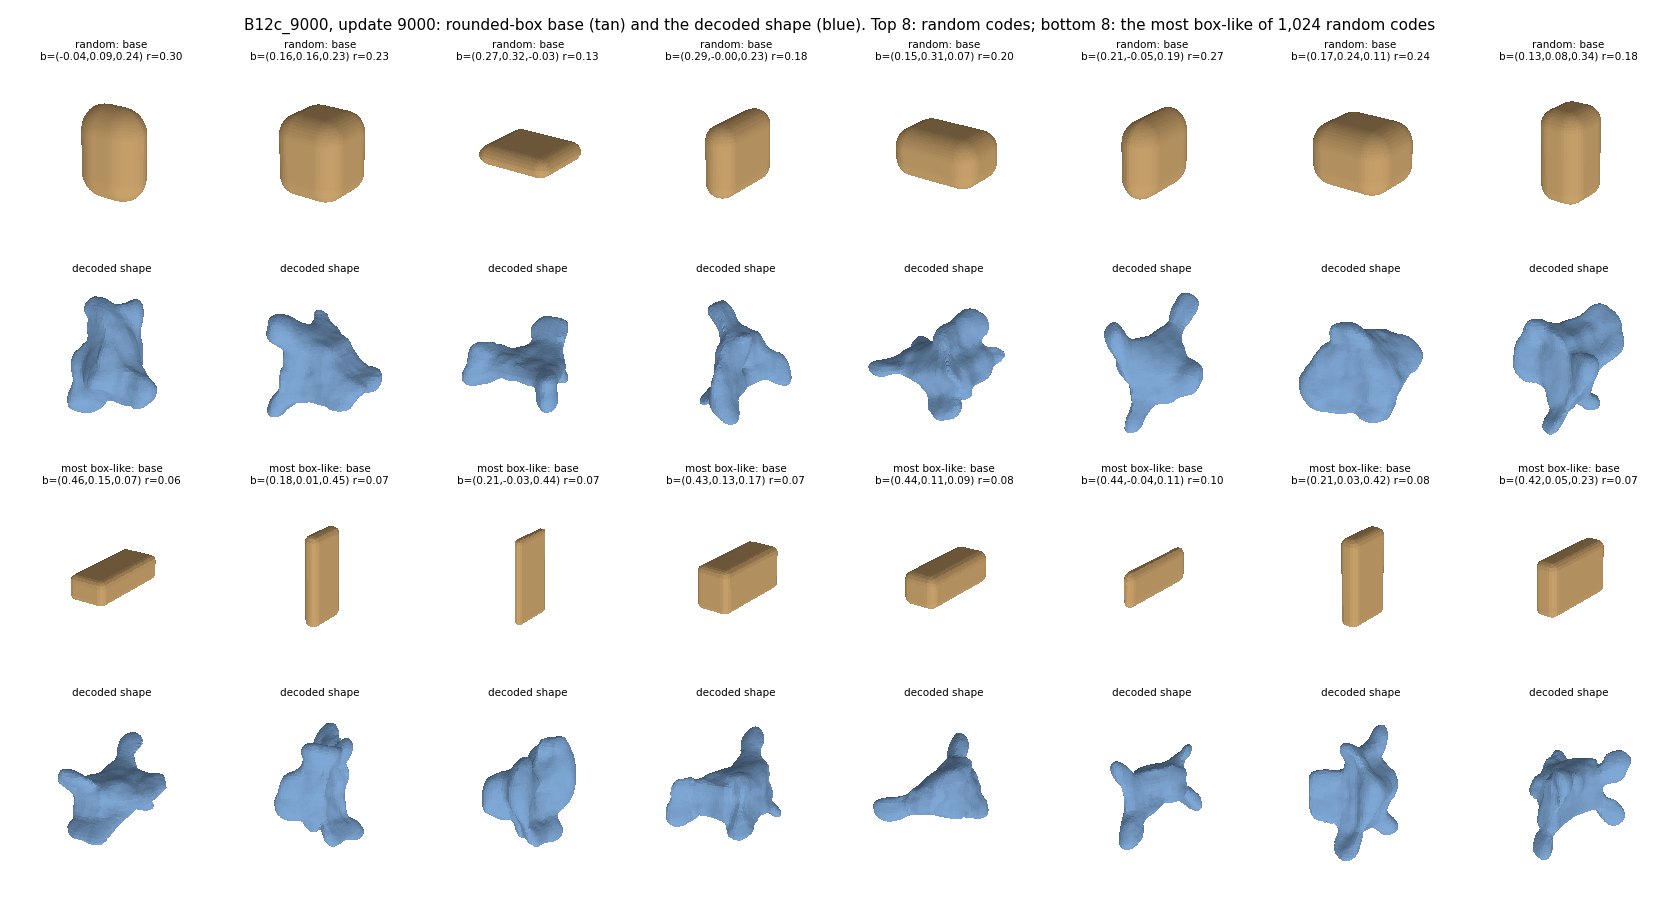 B12c_9000, update 9000: rounded-box base (tan) and the decoded shape (blue). Top 8: random codes; bottom 8: the most box-like of 1,024 random codes
random: base
b=(-0.04,0.09,0.24) r=0.30
random: base
b=(0.16,0.16,0.23) r=0.23
random: base
b=(0.27,0.32,-0.03) r=0.13
random: base
b=(0.29,-0.00,0.23) r=0.18
random: base
b=(0.15,0.31,0.07) r=0.20
random: base
b=(0.21,-0.05,0.19) r=0.27
random: base
b=(0.17,0.24,0.11) r=0.24
random: base
b=(0.13,0.08,0.34) r=0.18
decoded shape
decoded shape
decoded shape
decoded shape
decoded shape
decoded shape
decoded shape
decoded shape
most box-like: base
b=(0.46,0.15,0.07) r=0.06
most box-like: base
b=(0.18,0.01,0.45) r=0.07
most box-like: base
b=(0.21,-0.03,0.44) r=0.07
most box-like: base
b=(0.43,0.13,0.17) r=0.07
most box-like: base
b=(0.44,0.11,0.09) r=0.08
most box-like: base
b=(0.44,-0.04,0.11) r=0.10
most box-like: base
b=(0.21,0.03,0.42) r=0.08
most box-like: base
b=(0.42,0.05,0.23) r=0.07
decoded shape
decoded shape
decoded shape
decoded shape
decoded shape
decoded shape
decoded shape
decoded shape